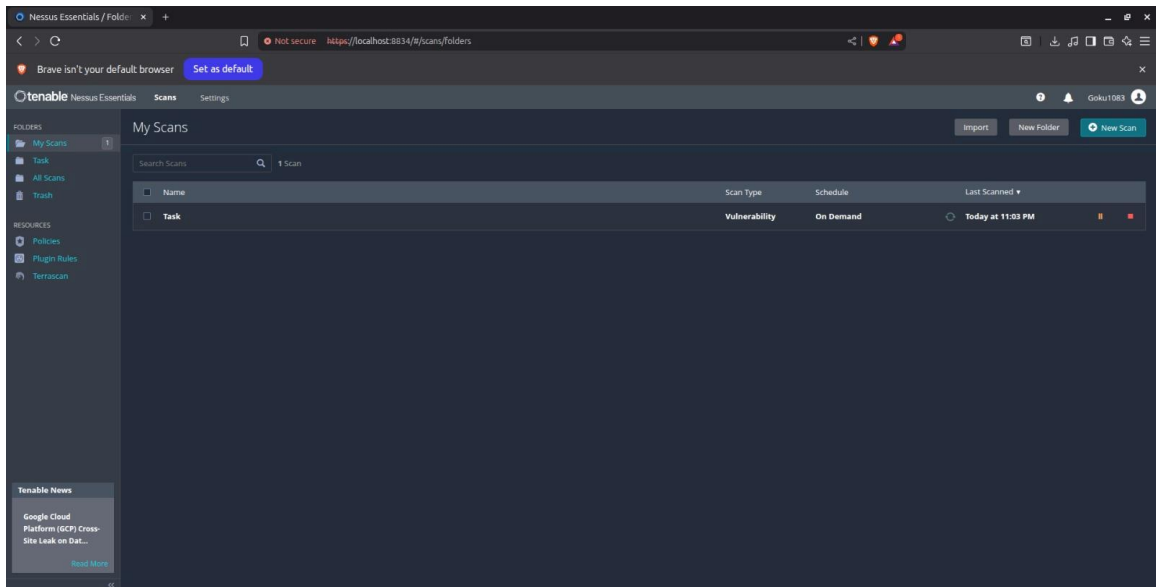 Nessus Essentials / Folde
Not secure https://localhost:8834/#/scans/folders
Brave isn't your default browser Set as default
tenable Nessus Essentials Scans Settings Goku1083
FOLDERS
My Scans 1
Task
All Scans
Trash
RESOURCES
Policies
Plugin Rules
Terrascan
Tenable News
Google Cloud
Platform (GCP) Cross-
Site Leak on Dat...
Read More
My Scans Import New Folder New Scan
Search Scans 1 Scan
Name Scan Type Schedule Last Scanned
Task Vulnerability On Demand Today at 11:03 PM